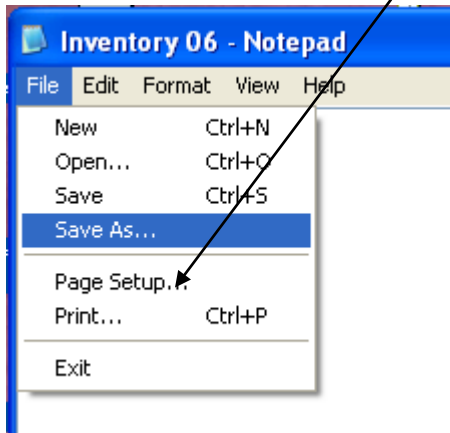 Inventory 06 - Notepad
File Edit Format View Help
New Ctrl+N
Open... Ctrl+O
Save Ctrl+S
Save As...
Page Setup...
Print... Ctrl+P
Exit